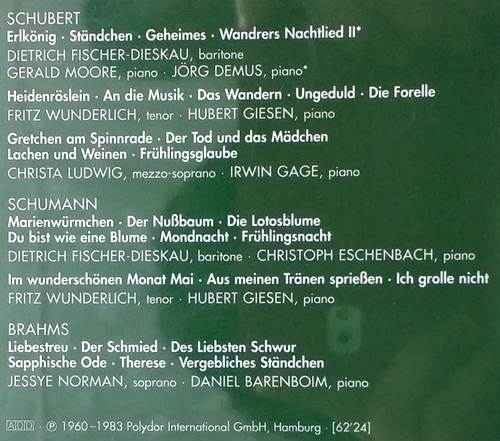 SCHUBERT
Erlkönig · Ständchen · Geheimes · Wandrers Nachtlied II*
DIETRICH FISCHER-DIESKAU, baritone
GERALD MOORE, piano · JÖRG DEMUS, piano*
Heidenröslein · An die Musik · Das Wandern · Ungeduld · Die Forelle
FRITZ WUNDERLICH, tenor · HUBERT GIESEN, piano
Gretchen am Spinnrade · Der Tod und das Mädchen
Lachen und Weinen · Frühlingsglaube
CHRISTA LUDWIG, mezzo-soprano · IRWIN GAGE, piano
SCHUMANN
Marienwürmchen · Der Nußbaum · Die Lotosblume
Du bist wie eine Blume · Mondnacht · Frühlingsnacht
DIETRICH FISCHER-DIESKAU, baritone · CHRISTOPH ESCHENBACH, piano
Im wunderschönen Monat Mai · Aus meinen Tränen sprießen · Ich grolle nicht
FRITZ WUNDERLICH, tenor · HUBERT GIESEN, piano
BRAHMS
Liebestreu · Der Schmied · Des Liebsten Schwur
Sapphische Ode · Therese · Vergebliches Ständchen
JESSYE NORMAN, soprano · DANIEL BARENBOIM, piano
ADD · ℗ 1960–1983 Polydor International GmbH, Hamburg · [62'24]